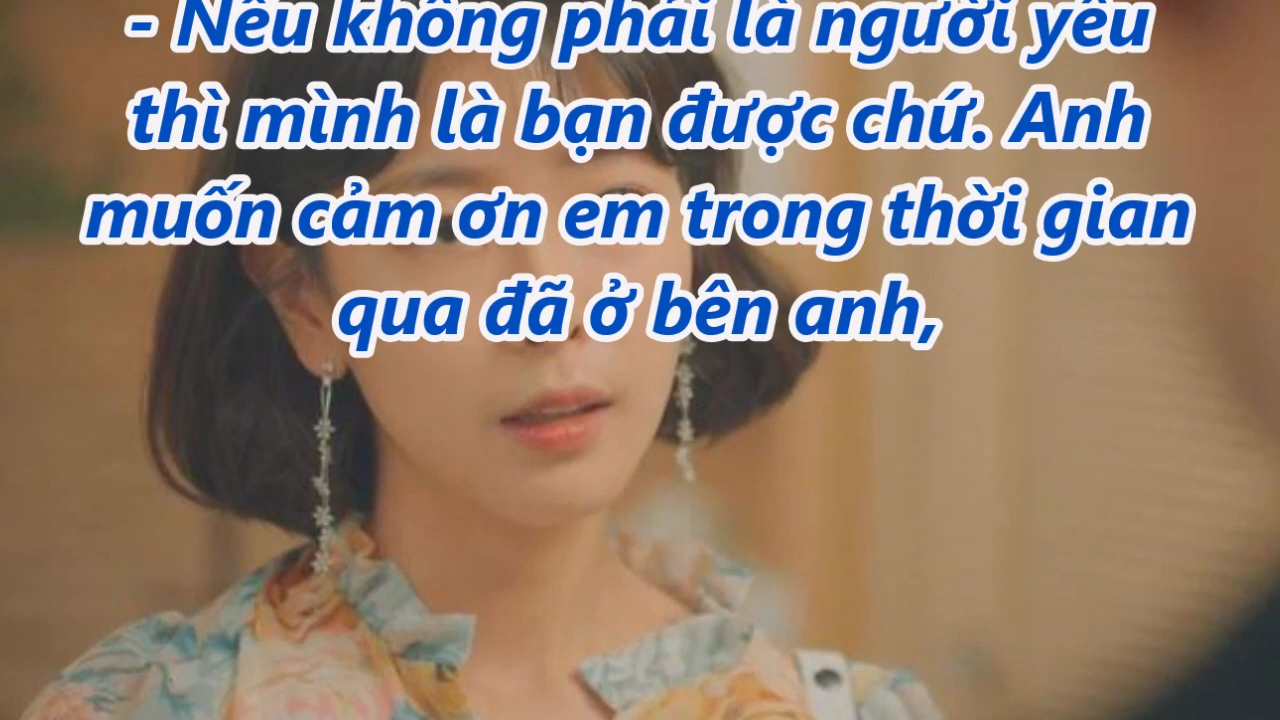 - Nếu không phải là người yêu
thì mình là bạn được chứ. Anh
muốn cảm ơn em trong thời gian
qua đã ở bên anh,